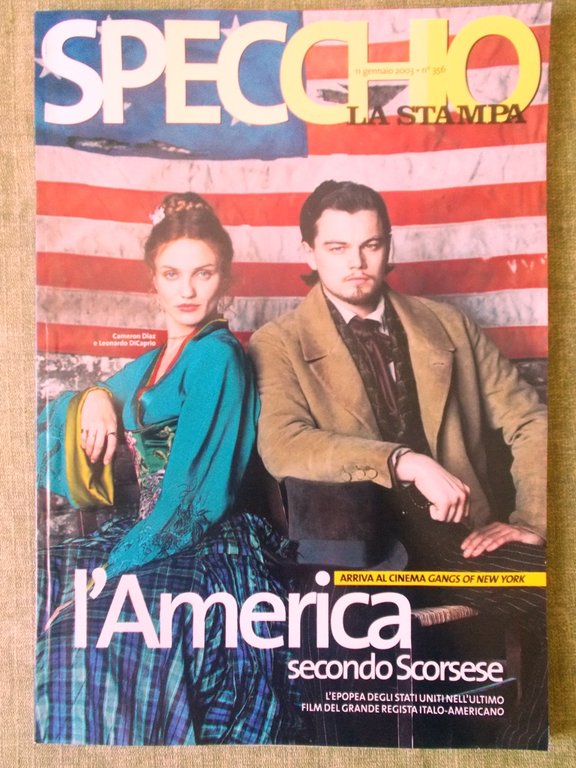 SPECCHIO
11 gennaio 2003 • n° 356
LA STAMPA
Cameron Diaz
e Leonardo DiCaprio
ARRIVA AL CINEMA GANGS OF NEW YORK
l'America
secondo Scorsese
L'EPOPEA DEGLI STATI UNITI NELL'ULTIMO
FILM DEL GRANDE REGISTA ITALO-AMERICANO